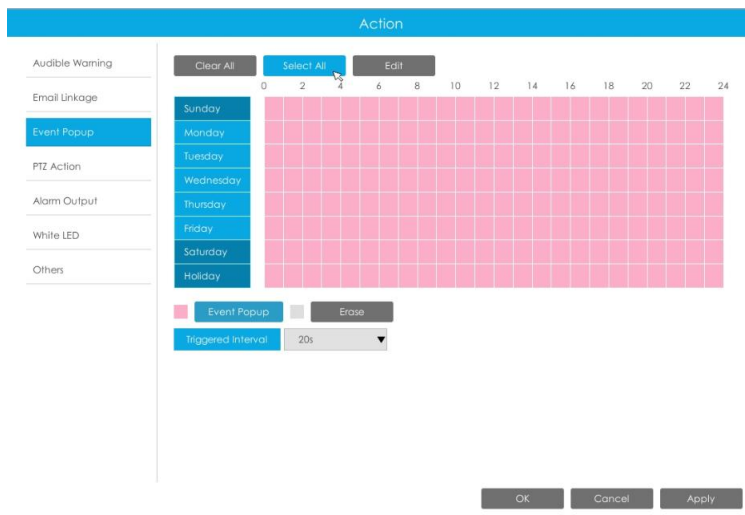 Action
Audible Warning
Email Linkage
Event Popup
PTZ Action
Alarm Output
White LED
Others
Clear All Select All Edit
0 2 4 6 8 10 12 14 16 18 20 22 24
Sunday
Monday
Tuesday
Wednesday
Thursday
Friday
Saturday
Holiday
Event Popup Erase
Triggered Interval 20s
OK Cancel Apply